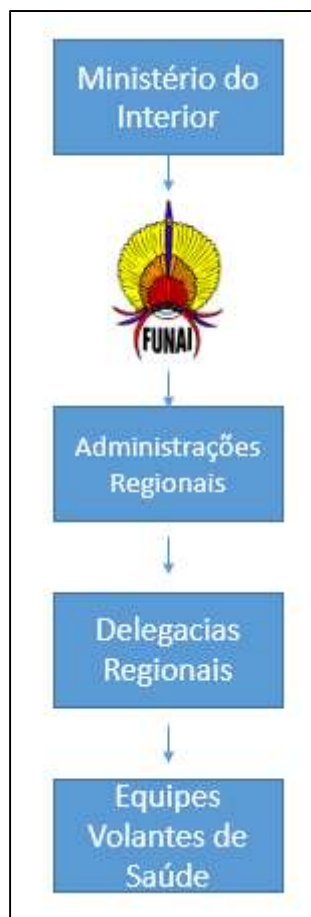 Ministério do
Interior
FUNAI
Administrações
Regionais
Delegacias
Regionais
Equipes
Volantes de
Saúde